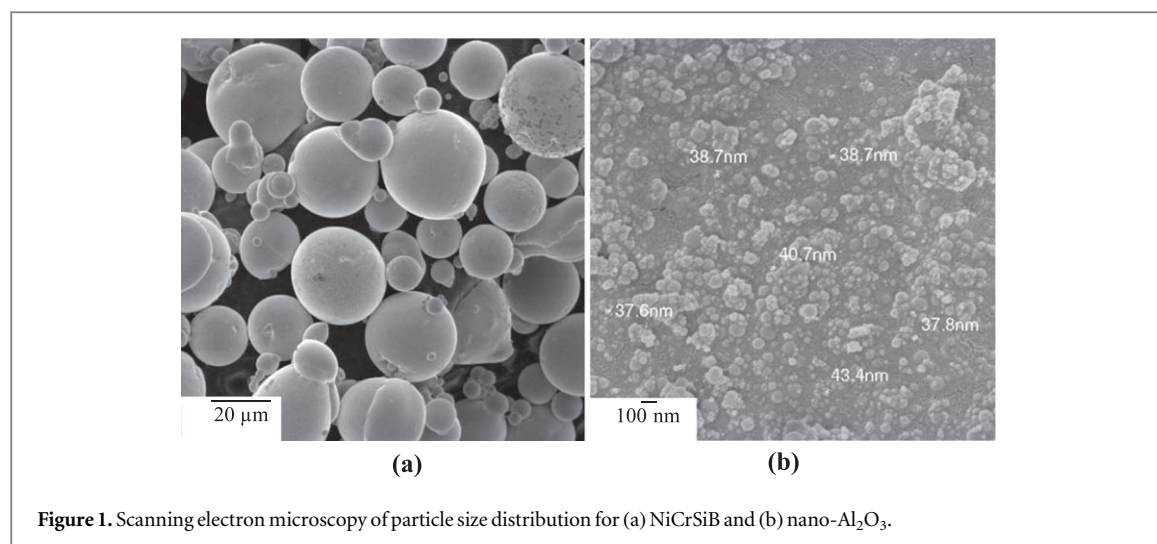 38.7nm
38.7nm
40.7nm
37.6nm
37.8nm
43.4nm
20 µm
100 nm
(a)
(b)
Figure 1. Scanning electron microscopy of particle size distribution for (a) NiCrSiB and (b) nano-Al₂O₃.